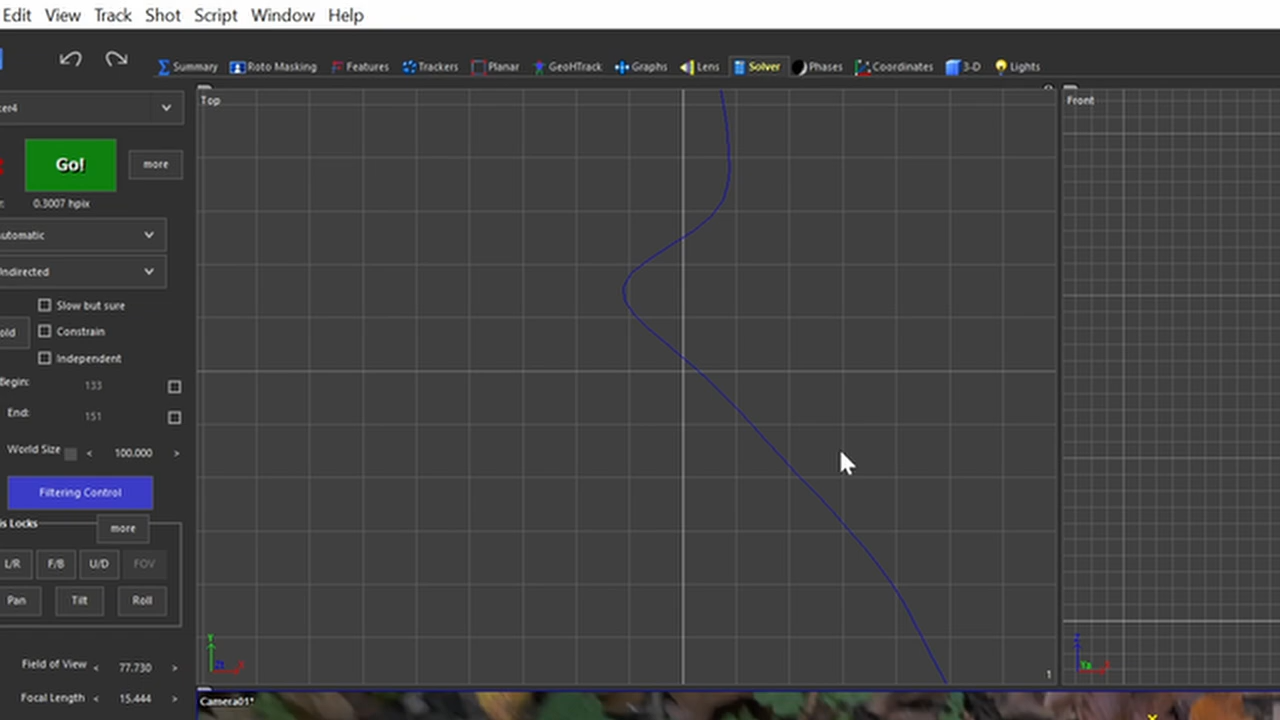 Edit View Track Shot Script Window Help
Summary Roto Masking Features Trackers Planar GeoHTrack Graphs Lens Solver Phases Coordinates 3-D Lights
Top
Front
Go!
more
0.3007 hpix
Slow but sure
Constrain
Independent
Begin: 133
End: 151
World Size < 100.000 >
Filtering Control
Locks more
L/R F/B U/D FOV
Pan Tilt Roll
Field of View < 77.730 >
Focal Length < 15.444 >
Y
1
Camera01*